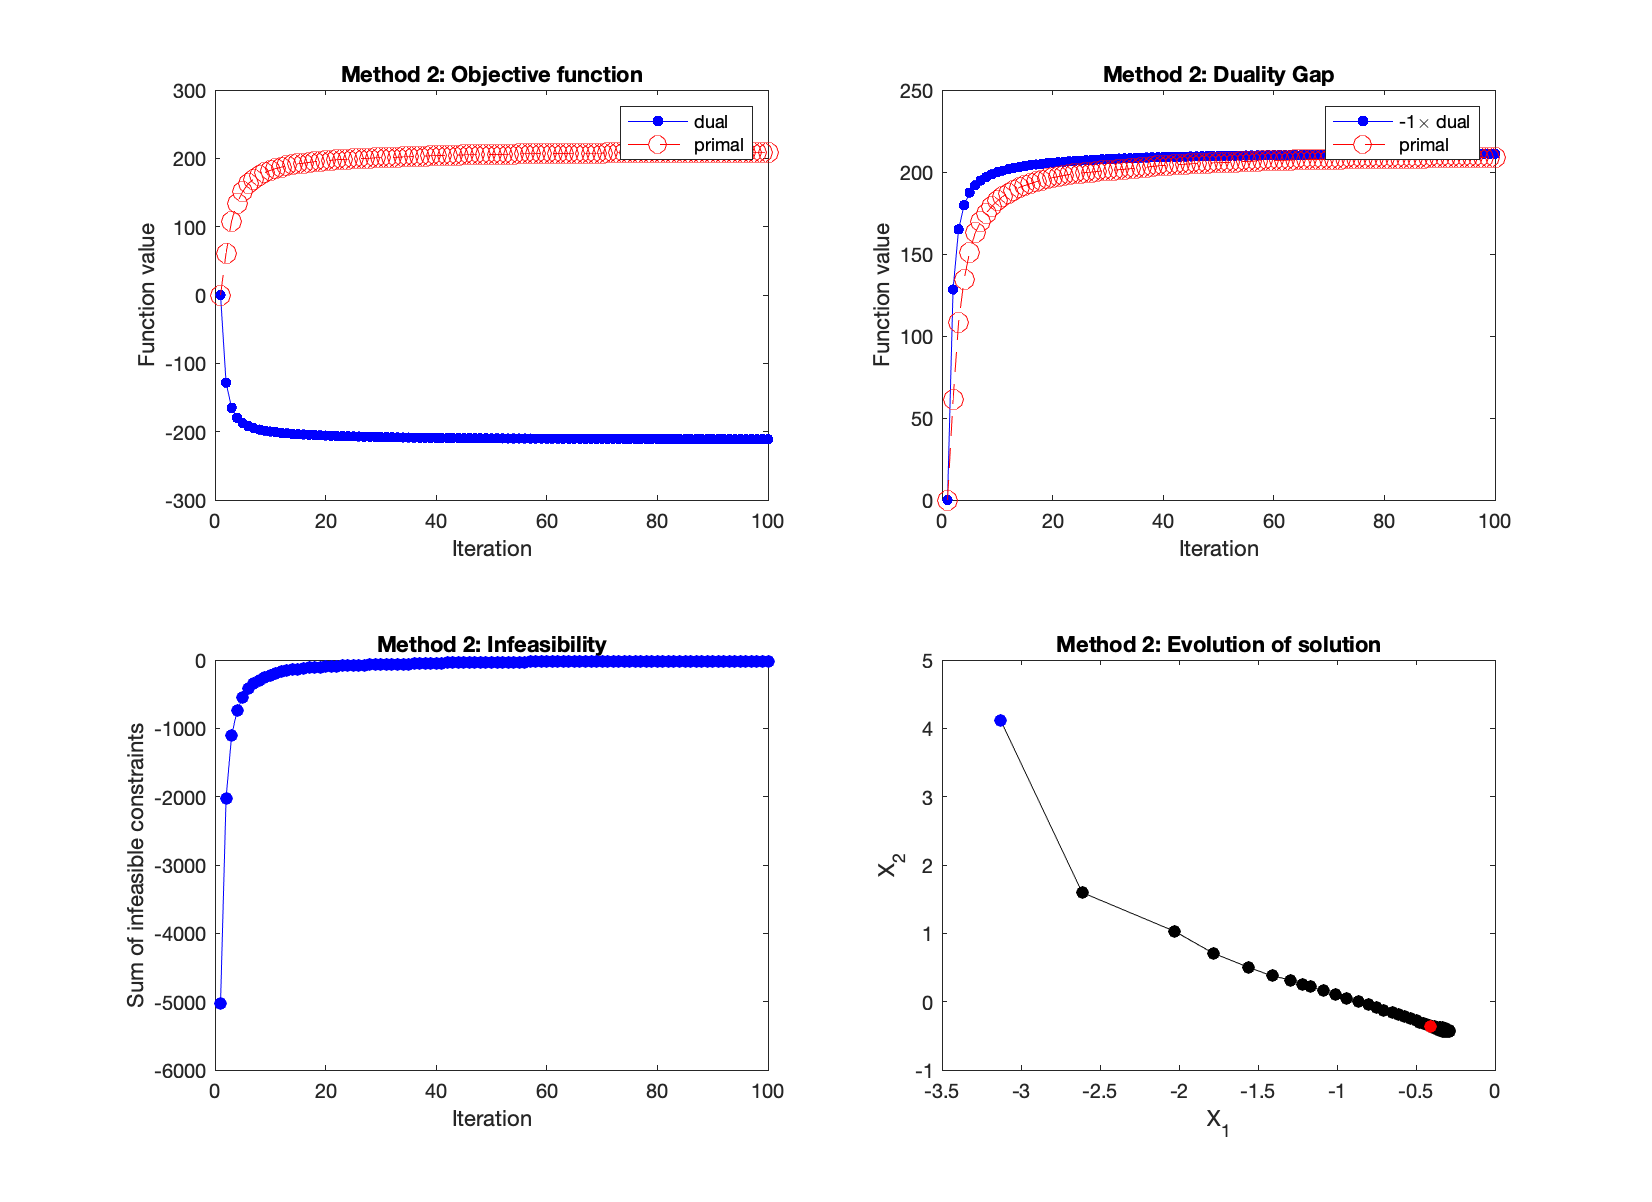 Method 2: Objective function
300
200
100
0
-100
-200
-300
0 20 40 60 80 100
Function value
Iteration
dual
primal
Method 2: Duality Gap
250
200
150
100
50
0
0 20 40 60 80 100
Function value
Iteration
-1× dual
primal
Method 2: Infeasibility
0
-1000
-2000
-3000
-4000
-5000
-6000
0 20 40 60 80 100
Sum of infeasible constraints
Iteration
Method 2: Evolution of solution
5
4
3
2
1
0
-1
-3.5 -3 -2.5 -2 -1.5 -1 -0.5 0
X2
X1